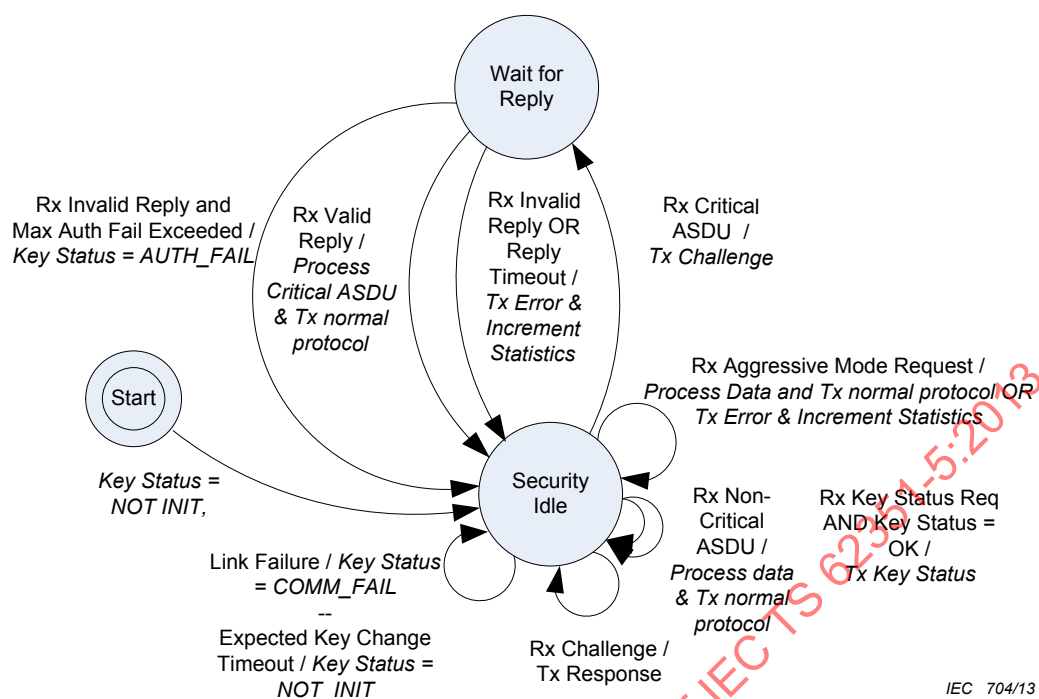 Wait for
Reply
Rx Invalid Reply and
Max Auth Fail Exceeded /
Key Status = AUTH_FAIL
Rx Valid
Reply /
Process
Critical ASDU
& Tx normal
protocol
Rx Invalid
Reply OR
Reply
Timeout /
Tx Error &
Increment
Statistics
Rx Critical
ASDU /
Tx Challenge
Start
Key Status =
NOT INIT,
Rx Aggressive Mode Request /
Process Data and Tx normal protocol OR
Tx Error & Increment Statistics
Security
Idle
Rx Non-
Critical
ASDU /
Process data
& Tx normal
protocol
Rx Key Status Req
AND Key Status =
OK /
Tx Key Status
Link Failure / Key Status
= COMM_FAIL
--
Expected Key Change
Timeout / Key Status =
NOT INIT
Rx Challenge /
Tx Response
IEC TS 62351-5:2013
IEC 704/13